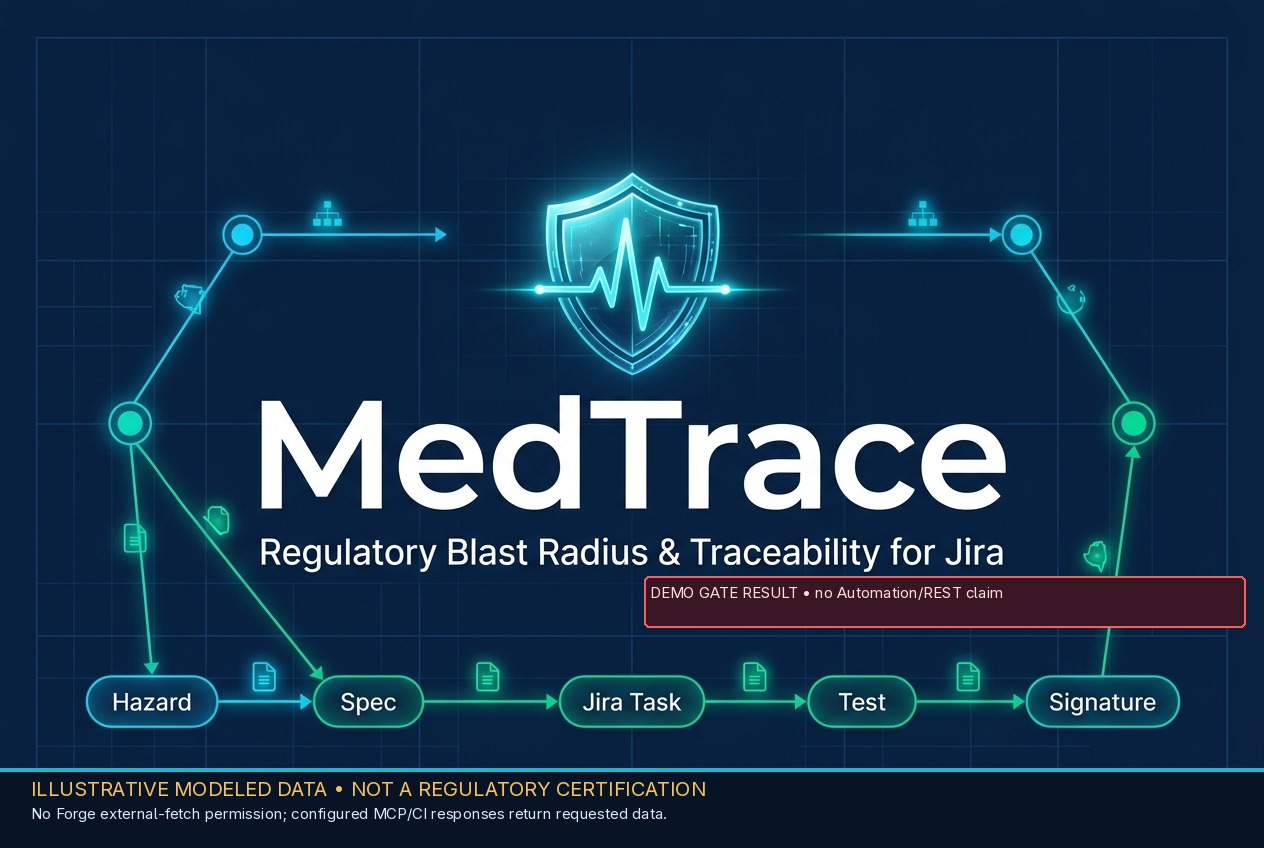 MedTrace
Regulatory Blast Radius & Traceability for Jira
DEMO GATE RESULT • no Automation/REST claim
Hazard
Spec
Jira Task
Test
Signature
ILLUSTRATIVE MODELED DATA • NOT A REGULATORY CERTIFICATION
No Forge external-fetch permission; configured MCP/CI responses return requested data.